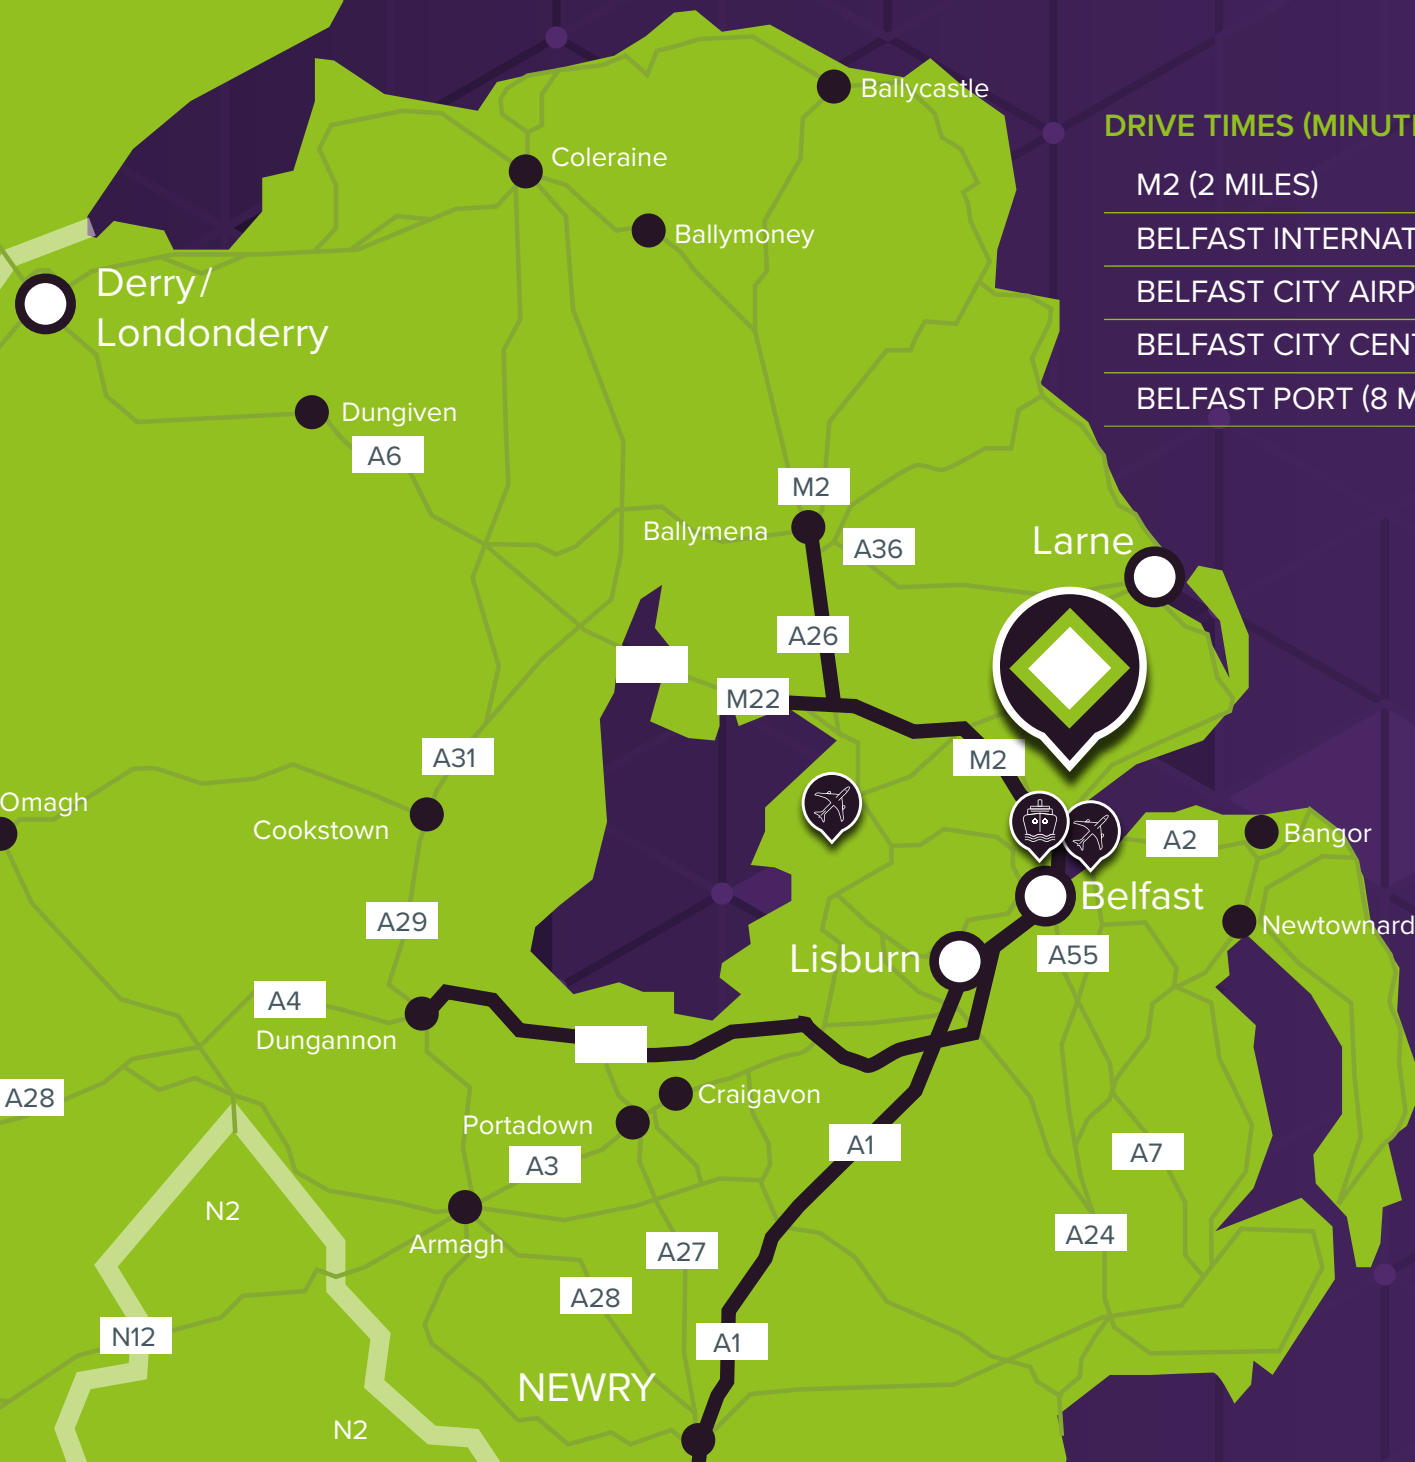 Ballycastle
DRIVE TIMES (MINUT
Coleraine
M2 (2 MILES)
Ballymoney
BELFAST INTERNAT
Derry/
Londonderry
BELFAST CITY AIRP
BELFAST CITY CENT
BELFAST PORT (8 M
Dungiven
A6
M2
Ballymena
A36
Larne
A26
M22
A31
M2
Omagh
Cookstown
A2
Bangor
Belfast
A29
Newtownard
Lisburn
A55
A4
Dungannon
A28
Craigavon
Portadown
A3
A1
A7
N2
Armagh
A27
A24
A28
N12
A1
NEWRY
N2